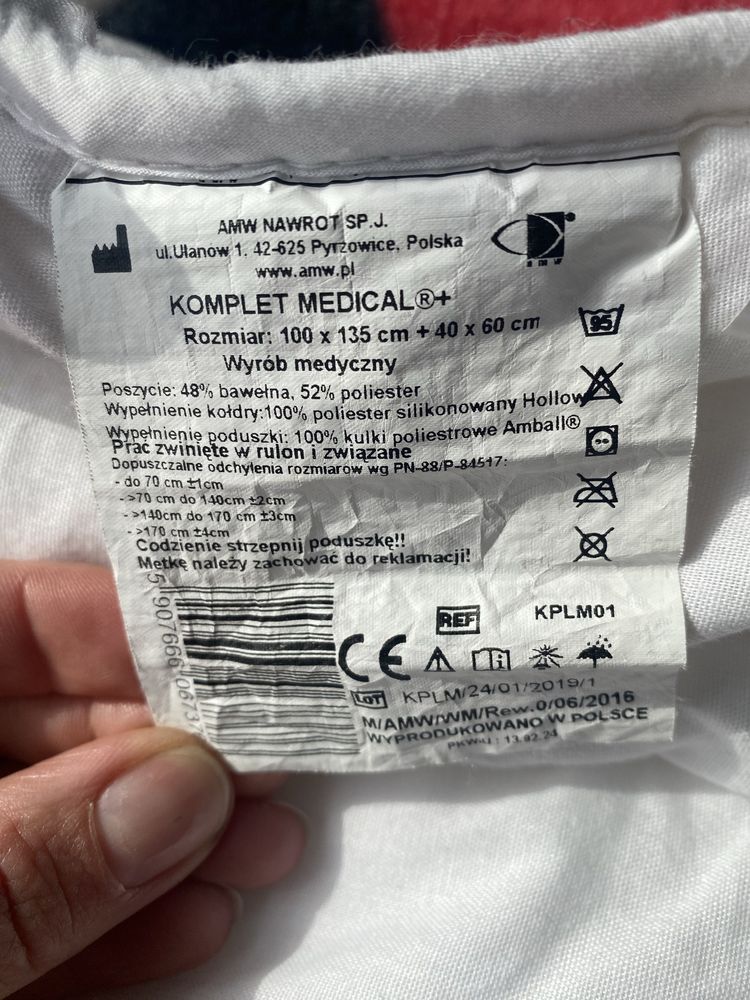 AMW NAWROT SP.J.
ul.Ułanow 1, 42-625 Pyrzowice, Polska
www.amw.pl
KOMPLET MEDICAL®+
Rozmiar: 100 x 135 cm + 40 x 60 cm
Wyrób medyczny
95
Poszycie: 48% bawełna, 52% poliester
Wypełnienie kołdry:100% poliester silikonowany Hollow
Wypełnienie poduszki: 100% kulki poliestrowe Amball®
Prac zwinięte w rulon i związane
Dopuszczalne odchylenia rozmiarow wg PN-88/P-84517:
- do 70 cm ±1cm
->70 cm do 140cm ±2cm
->140cm do 170 cm ±3cm
->170 cm ±4cm
Codzienie strzepnij poduszkę!!
Metkę należy zachować do reklamacji!
REF KPLM01
CE
LOT KPLM/24/01/2019/1
M/AMW/WM/Rew.0/06/2016
WYPRODUKOWANO W POLSCE
: 13.92.24